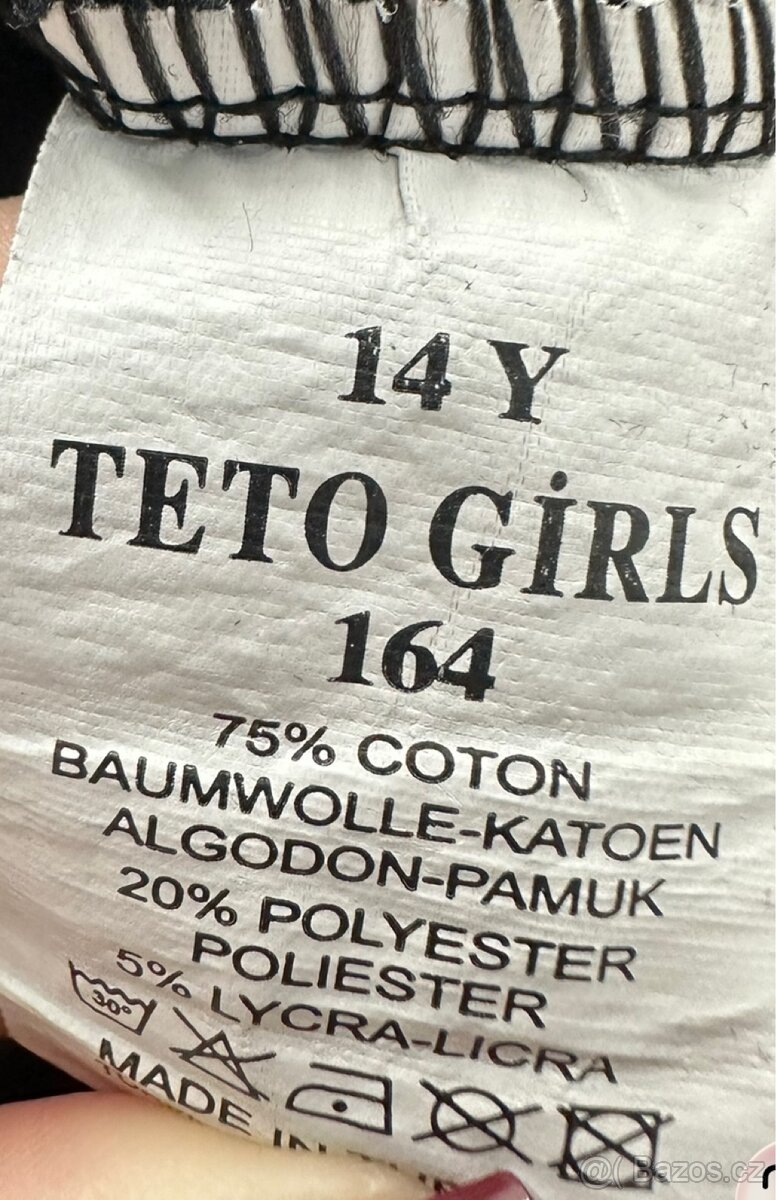 14 Y
TETO GİRLS
164
75% COTON
BAUMWOLLE-KATOEN
ALGODON-PAMUK
20% POLYESTER
POLIESTER
5% LYCRA-LICRA
30°
MADE IN
Bazos.cz